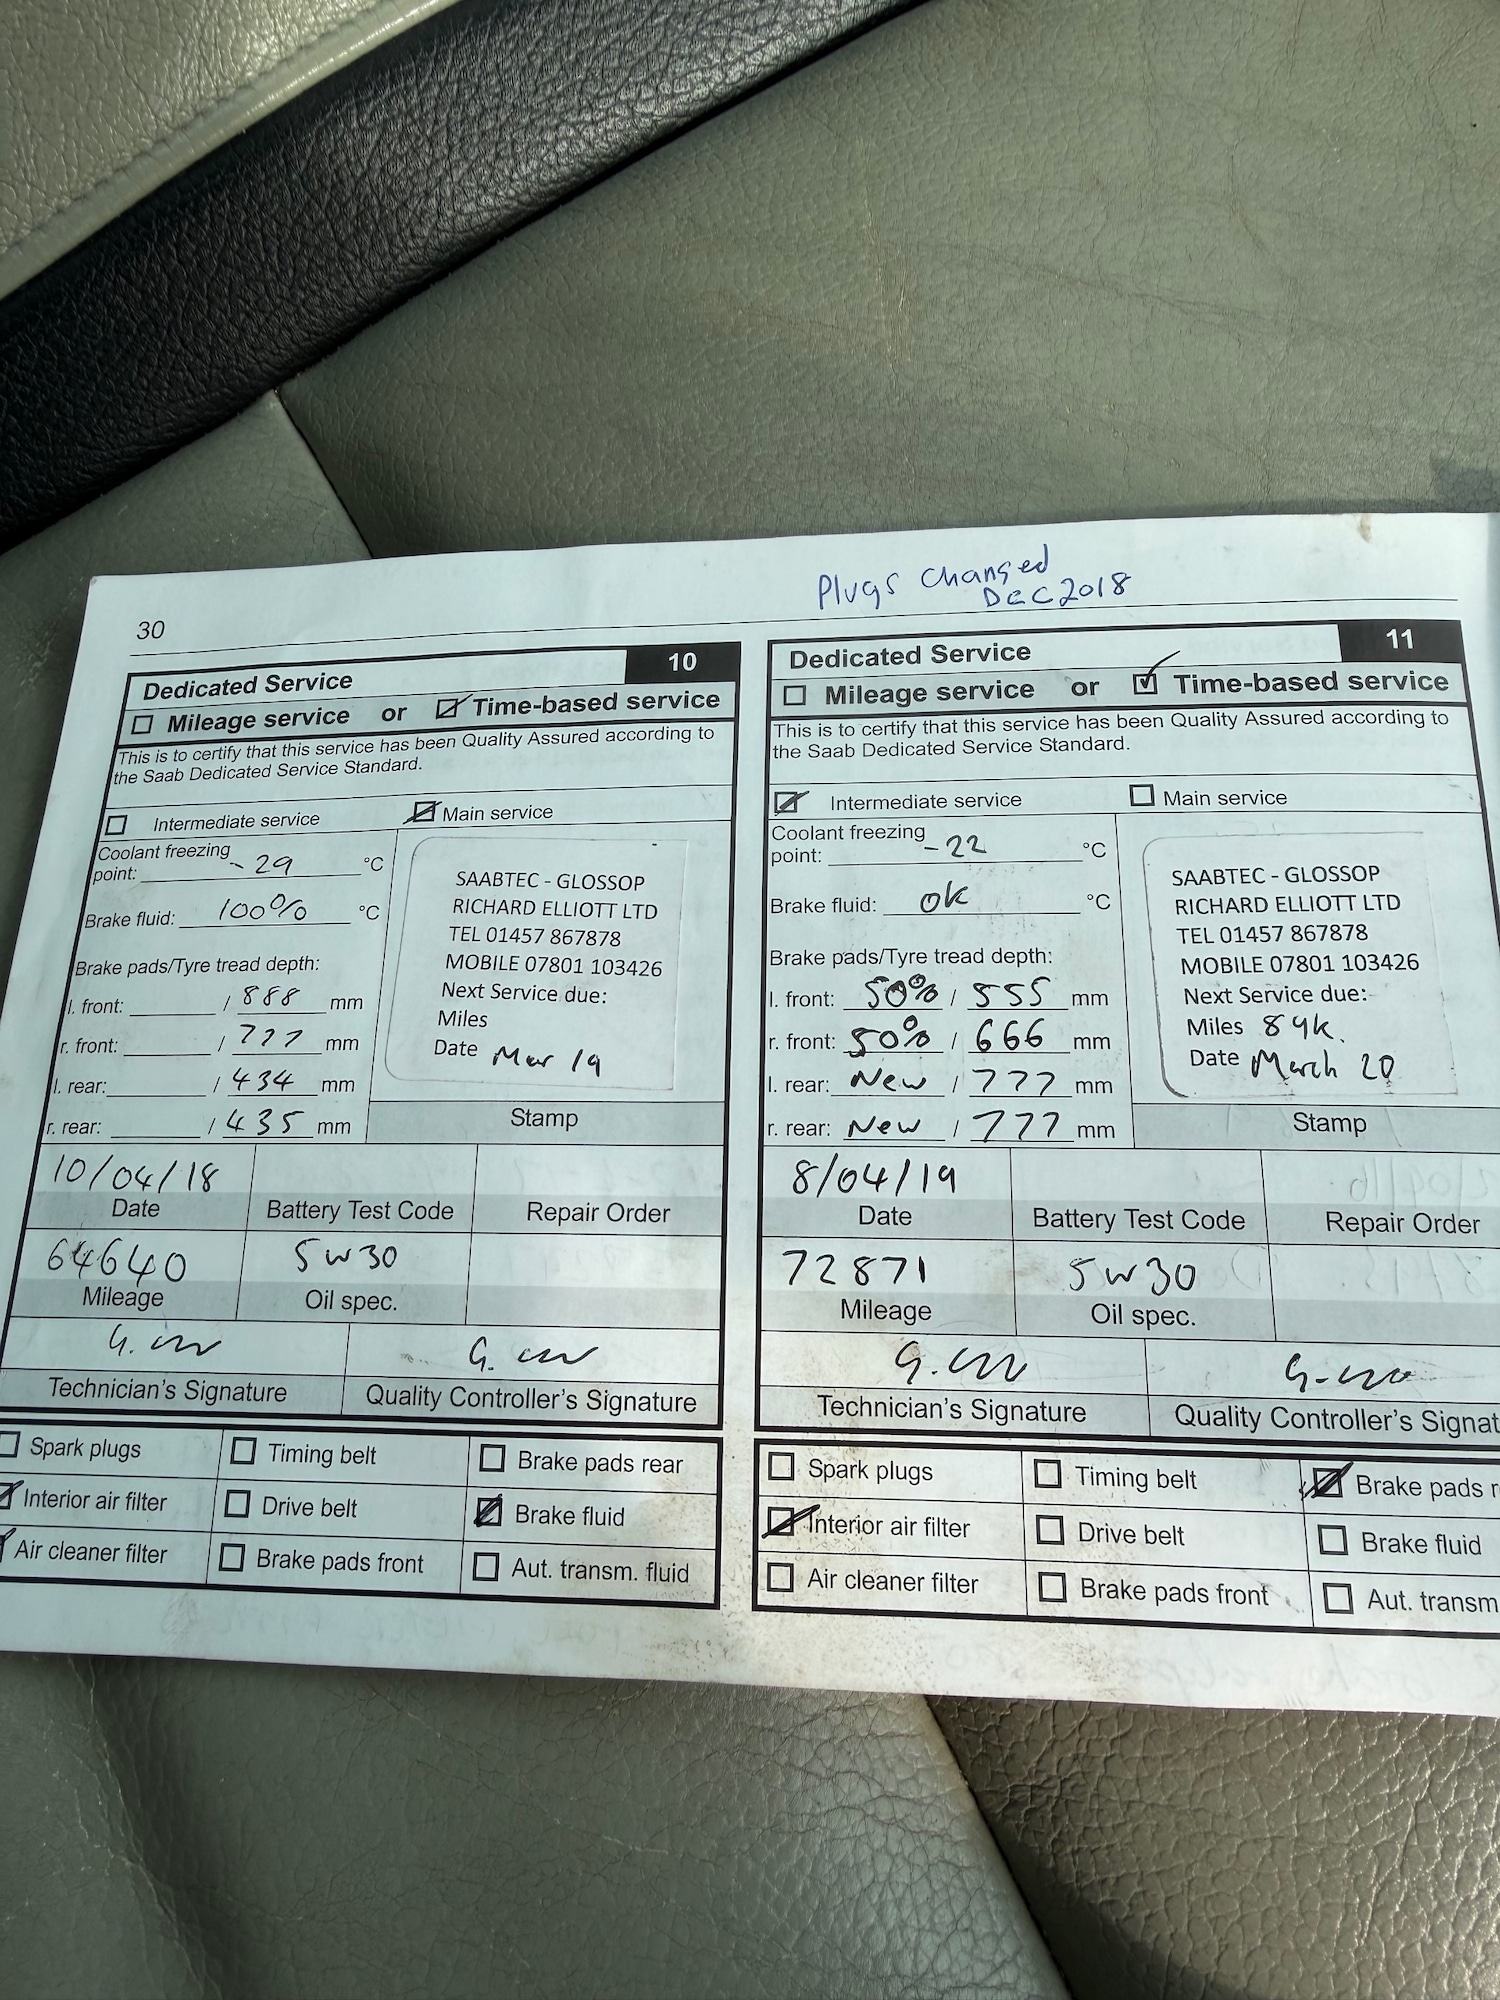 Plugs Changed
Dec 2018
30
10
Dedicated Service
Mileage service or Time-based service
This is to certify that this service has been Quality Assured according to
the Saab Dedicated Service Standard.
Intermediate service Main service
Coolant freezing
point: -29 °C
Brake fluid: 100% °C
Brake pads/Tyre tread depth:
l. front: / 888 mm
r. front: / 777 mm
l. rear: / 434 mm
r. rear: / 435 mm
SAABTEC - GLOSSOP
RICHARD ELLIOTT LTD
TEL 01457 867878
MOBILE 07801 103426
Next Service due:
Miles
Date Mar 19
Stamp
10/04/18
Date Battery Test Code Repair Order
64640 5w30
Mileage Oil spec.
Technician's Signature Quality Controller's Signature
Spark plugs Timing belt Brake pads rear
Interior air filter Drive belt Brake fluid
Air cleaner filter Brake pads front Aut. transm. fluid
11
Dedicated Service
Mileage service or Time-based service
This is to certify that this service has been Quality Assured according to
the Saab Dedicated Service Standard.
Intermediate service Main service
Coolant freezing
point: -22 °C
Brake fluid: OK °C
Brake pads/Tyre tread depth:
l. front: 50% / 555 mm
r. front: 50% / 666 mm
l. rear: New / 777 mm
r. rear: New / 777 mm
SAABTEC - GLOSSOP
RICHARD ELLIOTT LTD
TEL 01457 867878
MOBILE 07801 103426
Next Service due:
Miles 84K
Date March 20
Stamp
8/04/19
Date Battery Test Code Repair Order
72871 5w30
Mileage Oil spec.
Technician's Signature Quality Controller's Signat
Spark plugs Timing belt Brake pads r
Interior air filter Drive belt Brake fluid
Air cleaner filter Brake pads front Aut. transm